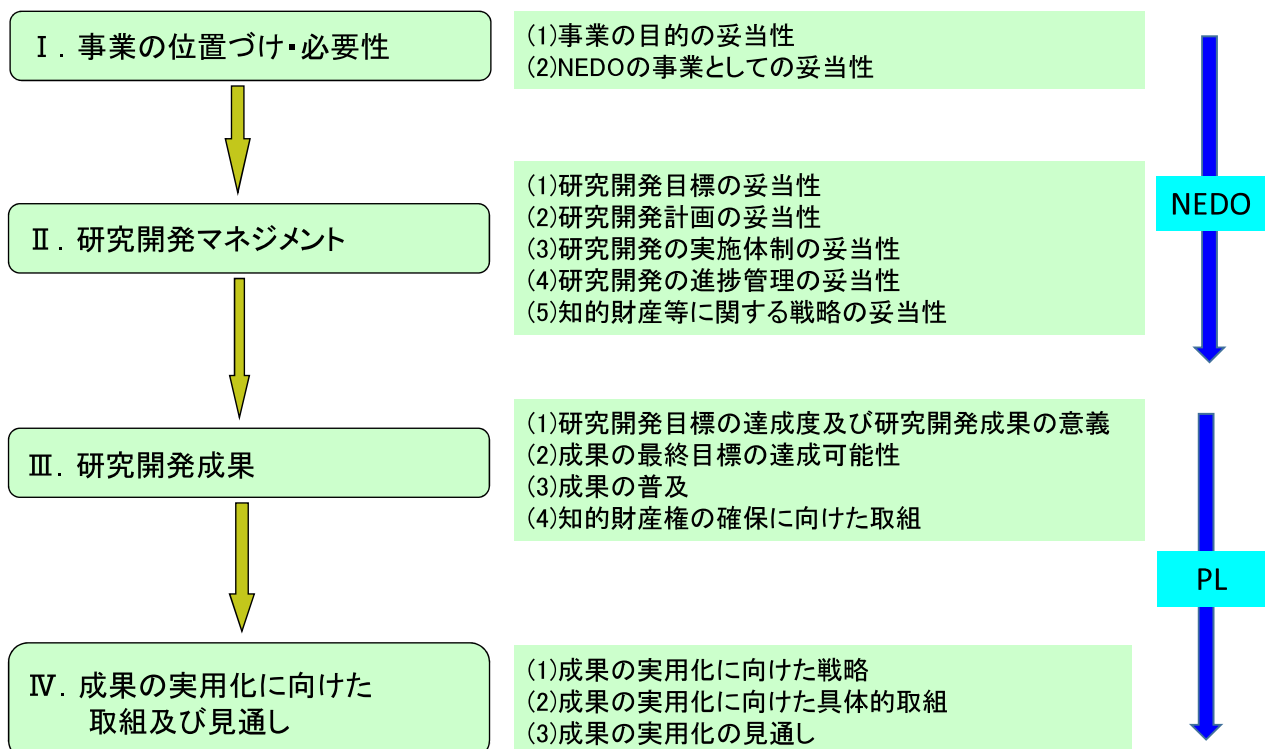 Ⅰ．事業の位置づけ・必要性
(1)事業の目的の妥当性
(2)NEDOの事業としての妥当性
NEDO
Ⅱ．研究開発マネジメント
(1)研究開発目標の妥当性
(2)研究開発計画の妥当性
(3)研究開発の実施体制の妥当性
(4)研究開発の進捗管理の妥当性
(5)知的財産等に関する戦略の妥当性
Ⅲ．研究開発成果
(1)研究開発目標の達成度及び研究開発成果の意義
(2)成果の最終目標の達成可能性
(3)成果の普及
(4)知的財産権の確保に向けた取組
PL
Ⅳ．成果の実用化に向けた
取組及び見通し
(1)成果の実用化に向けた戦略
(2)成果の実用化に向けた具体的取組
(3)成果の実用化の見通し